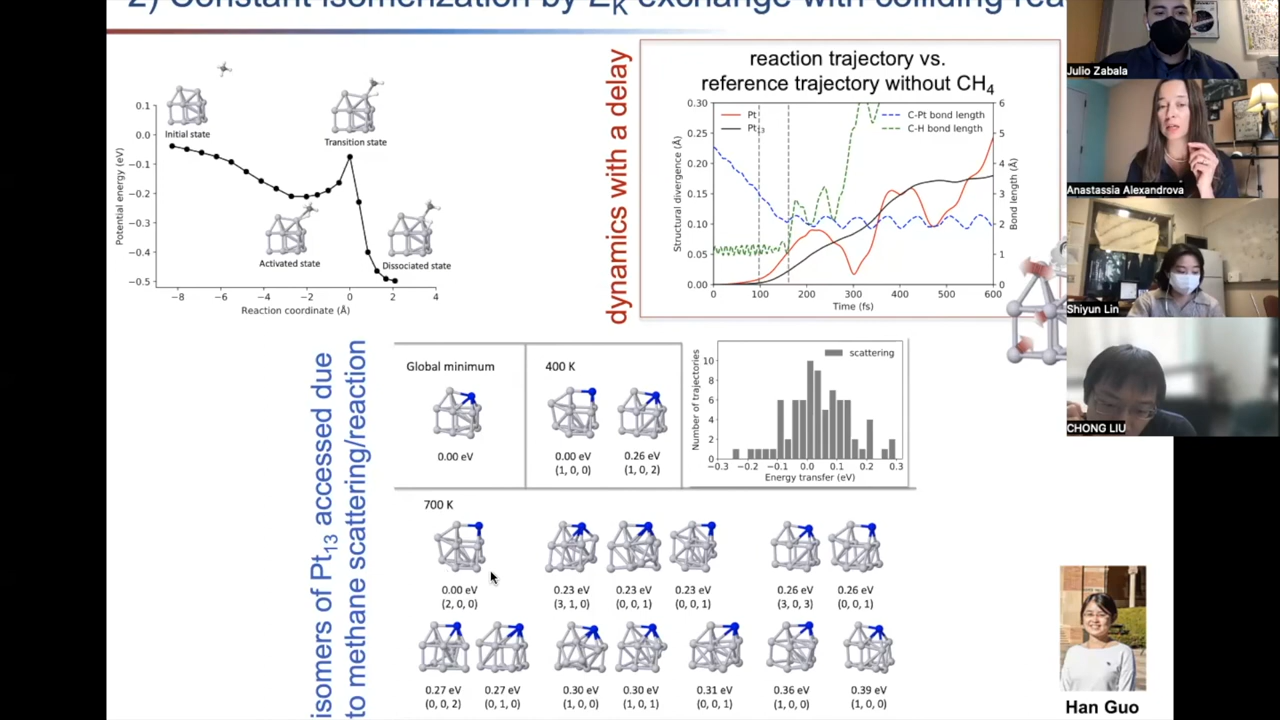 2) Constant isomerization by EK exchange with colliding rea
Initial state
Transition state
Activated state
Dissociated state
0.1
0.0
−0.1
−0.2
−0.3
−0.4
−0.5
Potential energy (eV)
−8
−6
−4
−2
0
2
4
Reaction coordinate (Å)
dynamics with a delay
reaction trajectory vs.
reference trajectory without CH4
Pt
Pt13
C-Pt bond length
C-H bond length
0.30
0.25
0.20
0.15
0.10
0.05
0.00
Structural divergence (Å)
6
5
4
3
2
1
0
Bond length (Å)
0
100
200
300
400
500
600
Time (fs)
Julio Zabala
Anastassia Alexandrova
Shiyun Lin
CHONG LIU
isomers of Pt13 accessed due
to methane scattering/reaction
Global minimum
0.00 eV
400 K
0.00 eV
(1, 0, 0)
0.26 eV
(1, 0, 2)
scattering
10
8
6
4
2
0
Number of trajectories
−0.3
−0.2
−0.1
0.0
0.1
0.2
0.3
Energy transfer (eV)
700 K
0.00 eV
(2, 0, 0)
0.23 eV
(3, 1, 0)
0.23 eV
(0, 0, 1)
0.23 eV
(0, 0, 1)
0.26 eV
(3, 0, 3)
0.26 eV
(0, 0, 1)
0.27 eV
(0, 0, 2)
0.27 eV
(0, 1, 0)
0.30 eV
(1, 0, 0)
0.30 eV
(1, 0, 1)
0.31 eV
(0, 0, 1)
0.36 eV
(1, 0, 0)
0.39 eV
(1, 0, 0)
Han Guo